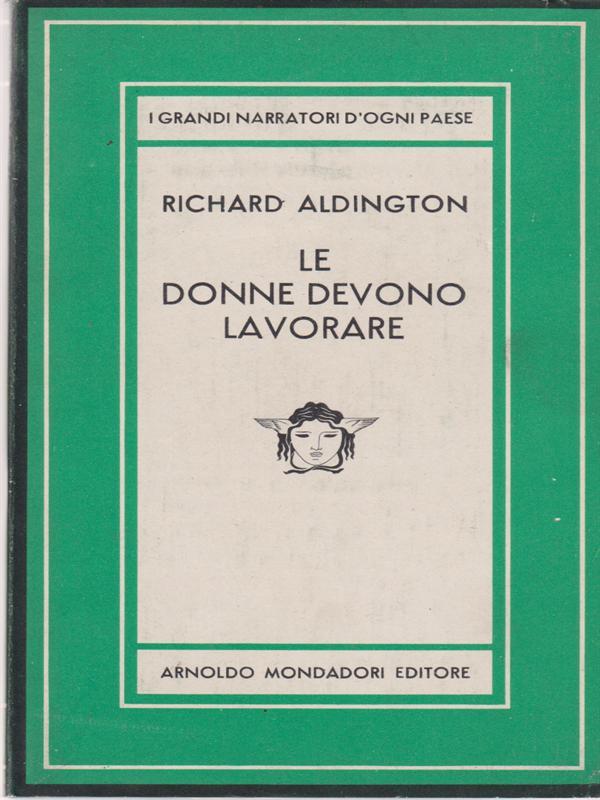 I GRANDI NARRATORI D'OGNI PAESE
RICHARD ALDINGTON
LE
DONNE DEVONO
LAVORARE
ARNOLDO MONDADORI EDITORE